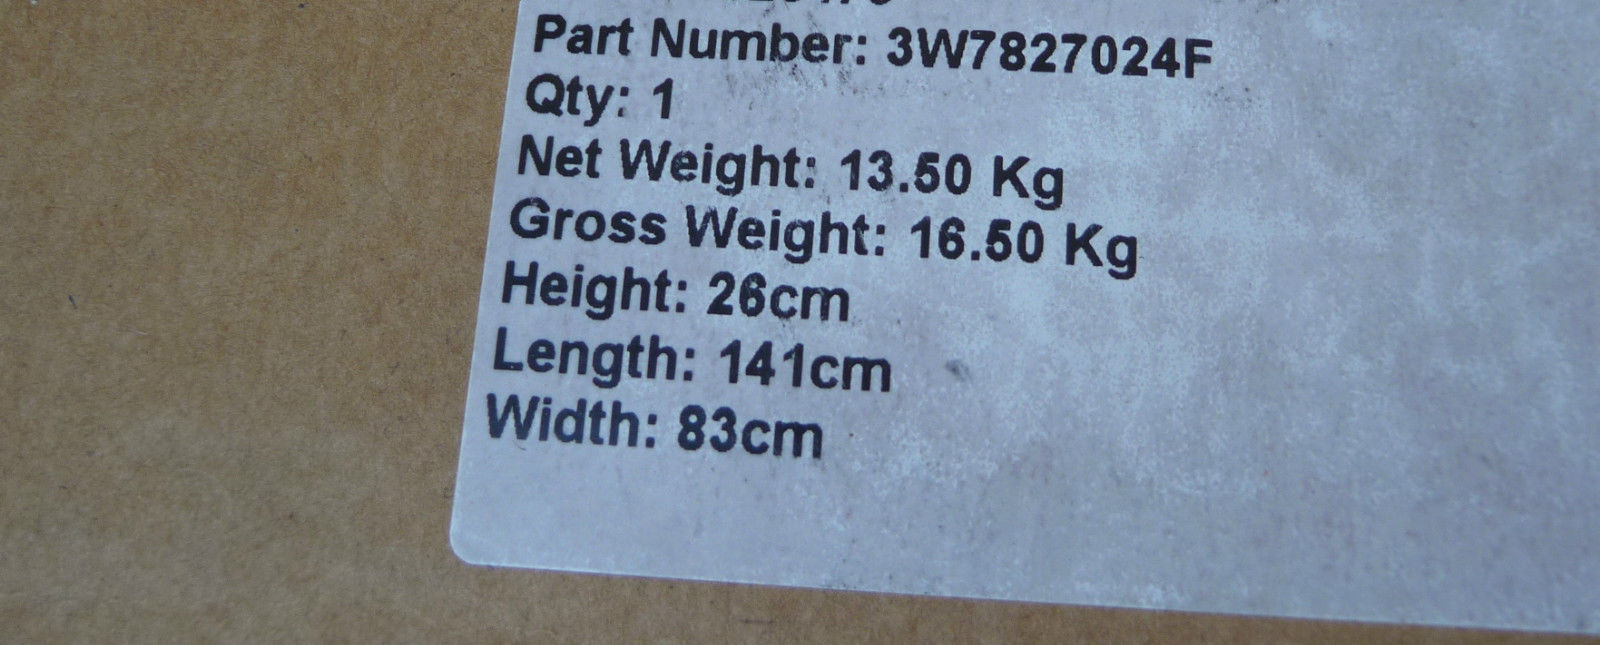 Part Number: 3W7827024F
Qty: 1
Net Weight: 13.50 Kg
Gross Weight: 16.50 Kg
Height: 26cm
Length: 141cm
Width: 83cm